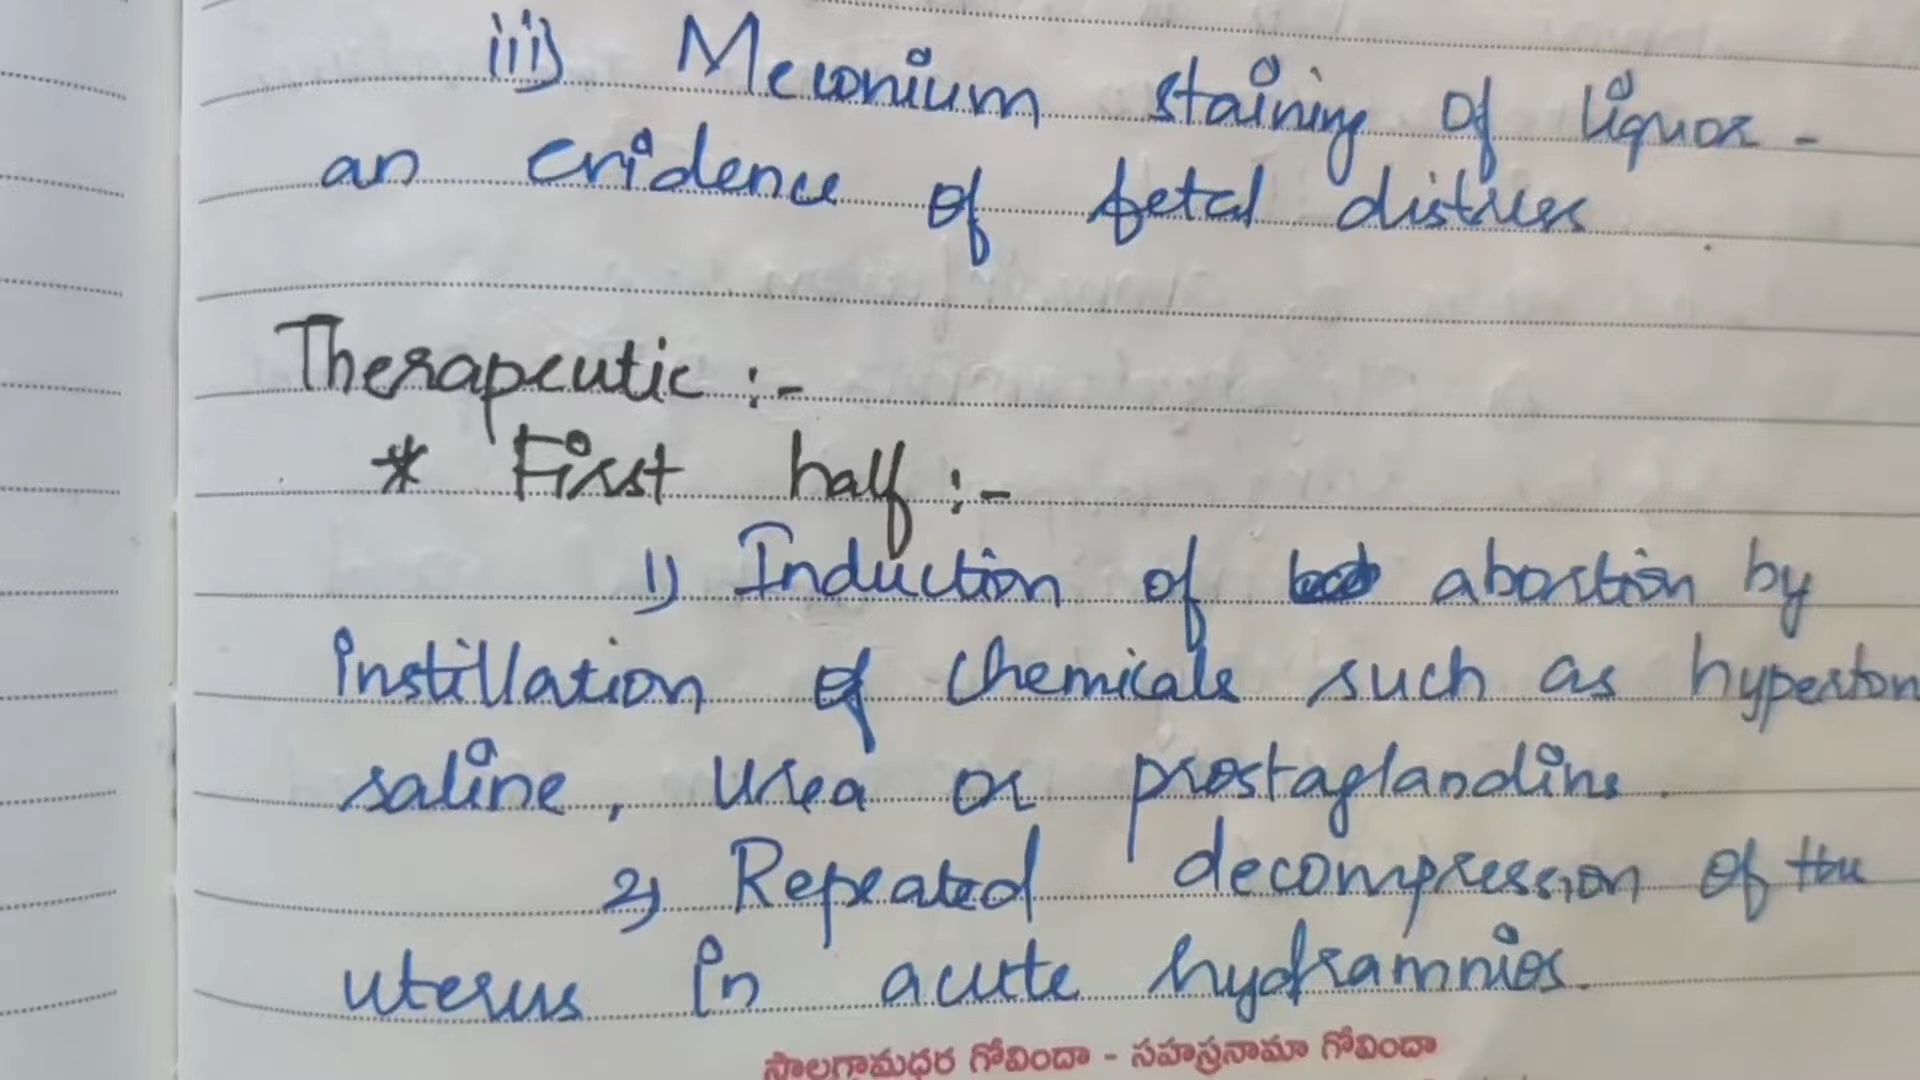 iii) Meconium staining of liquor -
an evidence of fetal distress
Therapeutic :-
* First half :-
1) Induction of abortion by
instillation of chemicals such as hyperton
saline, urea or prostaglandins.
2) Repeated decompression of the
uterus in acute hydramnios.
సాలగ్రామధర గోవిందా - సహస్రనామా గోవిందా